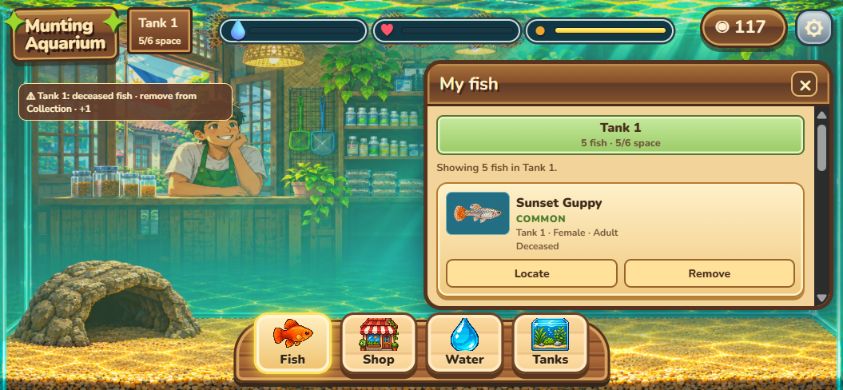 Munting
Aquarium
Tank 1
5/6 space
117
⚠ Tank 1: deceased fish · remove from
Collection · +1
My fish
×
Tank 1
5 fish · 5/6 space
Showing 5 fish in Tank 1.
Sunset Guppy
COMMON
Tank 1 · Female · Adult
Deceased
Locate
Remove
Fish
Shop
Water
Tanks